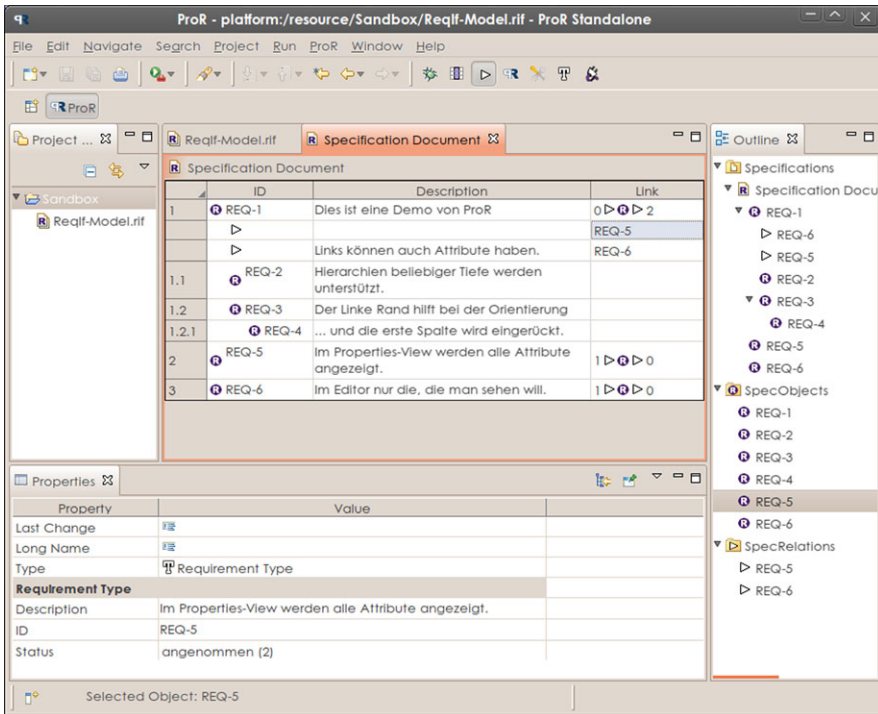 ProR - platform:/resource/Sandbox/Reqlf-Model.rif - ProR Standalone
File Edit Navigate Search Project Run ProR Window Help
ProR
Project ...
Sandbox
Reqlf-Model.rif
Reqlf-Model.rif Specification Document
Specification Document
ID Description Link
1 REQ-1 Dies ist eine Demo von ProR 0 2
REQ-5
Links können auch Attribute haben. REQ-6
1.1 REQ-2 Hierarchien beliebiger Tiefe werden
unterstützt.
1.2 REQ-3 Der Linke Rand hilft bei der Orientierung
1.2.1 REQ-4 ... und die erste Spalte wird eingerückt.
2 REQ-5 Im Properties-View werden alle Attribute
angezeigt. 1 0
3 REQ-6 Im Editor nur die, die man sehen will. 1 0
Outline
Specifications
Specification Docu
REQ-1
REQ-6
REQ-5
REQ-2
REQ-3
REQ-4
REQ-5
REQ-6
SpecObjects
REQ-1
REQ-2
REQ-3
REQ-4
REQ-5
REQ-6
SpecRelations
REQ-5
REQ-6
Properties
Property Value
Last Change
Long Name
Type Requirement Type
Requirement Type
Description Im Properties-View werden alle Attribute angezeigt.
ID REQ-5
Status angenommen (2)
Selected Object: REQ-5